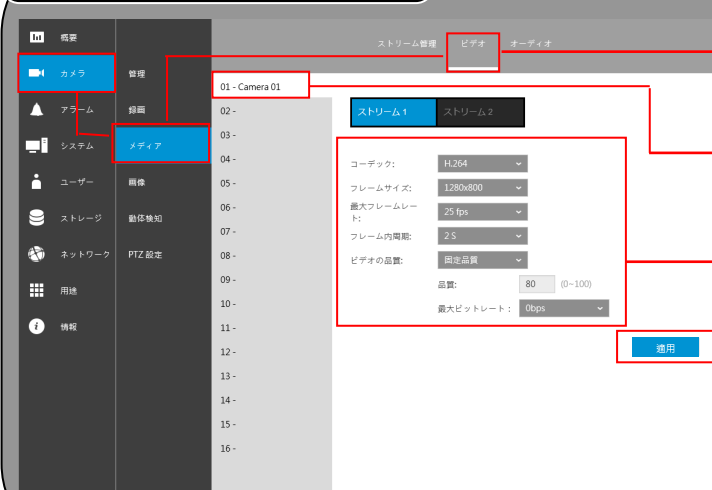 概要
カメラ
アラーム
システム
ユーザー
ストレージ
ネットワーク
用途
情報
管理
録画
メディア
画像
動体検知
PTZ 設定
ストリーム管理 ビデオ オーディオ
01 - Camera 01
02 -
03 -
04 -
05 -
06 -
07 -
08 -
09 -
10 -
11 -
12 -
13 -
14 -
15 -
16 -
ストリーム 1 ストリーム 2
コーデック: H.264
フレームサイズ: 1280x800
最大フレームレー
ト: 25 fps
フレーム内周期: 2 S
ビデオの品質: 固定品質
品質: 80 (0~100)
最大ビットレート : 0bps
適用